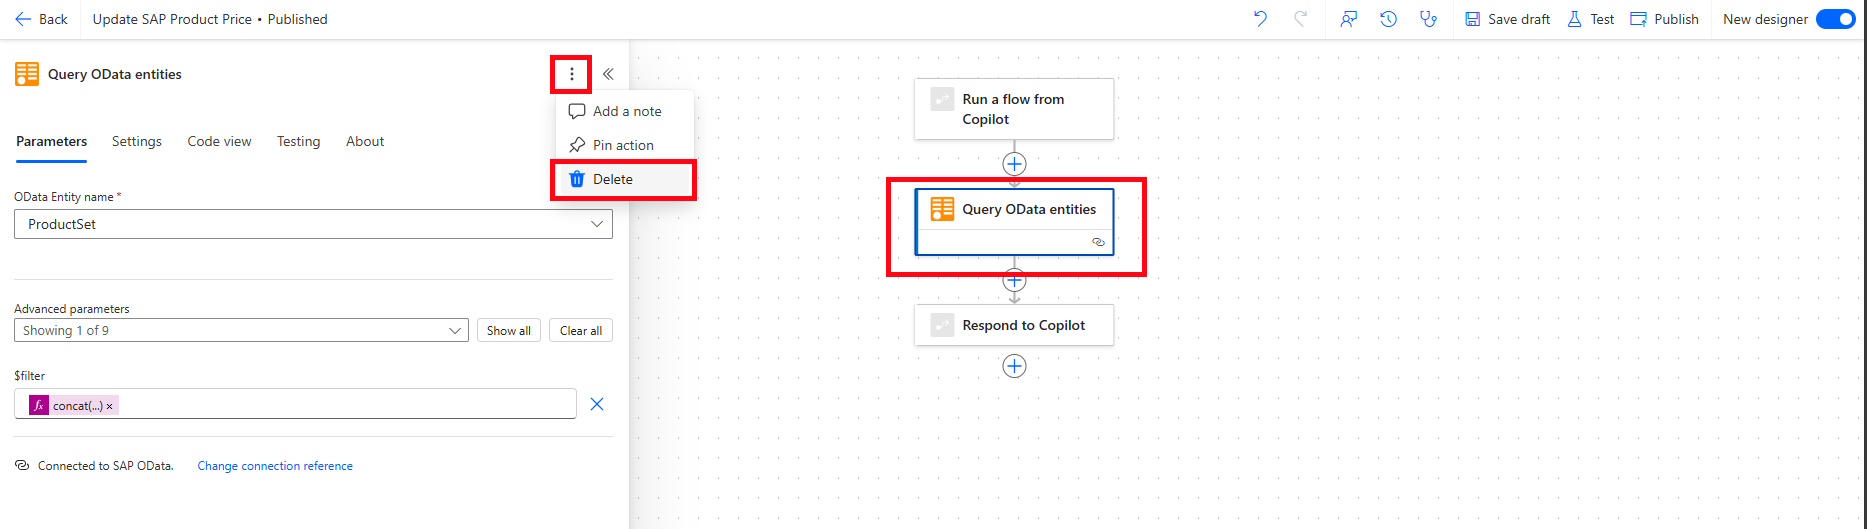 Back
Update SAP Product Price • Published
Save draft
Test
Publish
New designer
Query OData entities
Add a note
Pin action
Delete
Parameters
Settings
Code view
Testing
About
OData Entity name *
ProductSet
Advanced parameters
Showing 1 of 9
Show all
Clear all
$filter
fx concat(...) ×
Connected to SAP OData.
Change connection reference
Run a flow from
Copilot
Query OData entities
Respond to Copilot